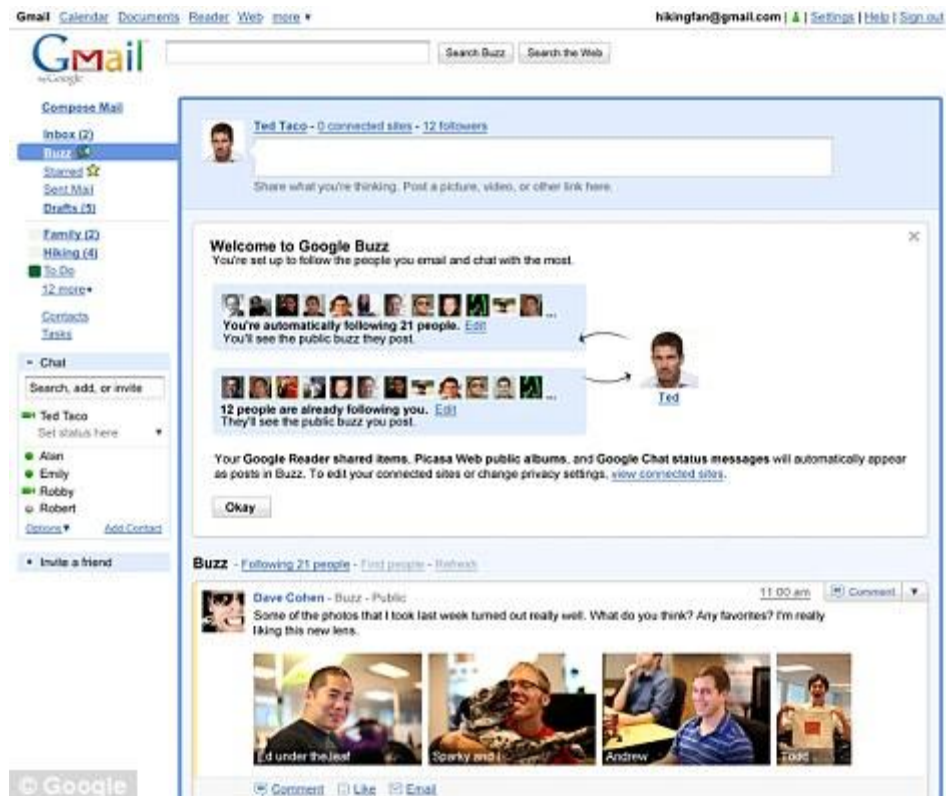 Gmail Calendar Documents Reader Web more ▾
hikingfan@gmail.com | Settings | Help | Sign out
Gmail
by Google
Search Buzz Search the Web
Compose Mail
Inbox (2)
Buzz
Starred
Sent Mail
Drafts (5)
Family (2)
Hiking (4)
To Do
12 more▾
Contacts
Tasks
- Chat
Search, add, or invite
Ted Taco
Set status here ▾
Alan
Emily
Robby
Robert
Options ▾ Add Contact
+ Invite a friend
Ted Taco - 0 connected sites - 12 followers
Share what you're thinking. Post a picture, video, or other link here.
Welcome to Google Buzz
You're set up to follow the people you email and chat with the most.
...
You're automatically following 21 people. Edit
You'll see the public buzz they post.
...
12 people are already following you. Edit
They'll see the public buzz you post.
Ted
Your Google Reader shared items, Picasa Web public albums, and Google Chat status messages will automatically appear
as posts in Buzz. To edit your connected sites or change privacy settings, view connected sites.
Okay
Buzz - Following 21 people - Find people - Refresh
Dave Cohen - Buzz - Public 11:00 am Comment ▾
Some of the photos that I took last week turned out really well. What do you think? Any favorites? I'm really
liking this new lens.
Ed under the leaf
Sparky and I
Andrew
Todd
Comment Like Email
© Google